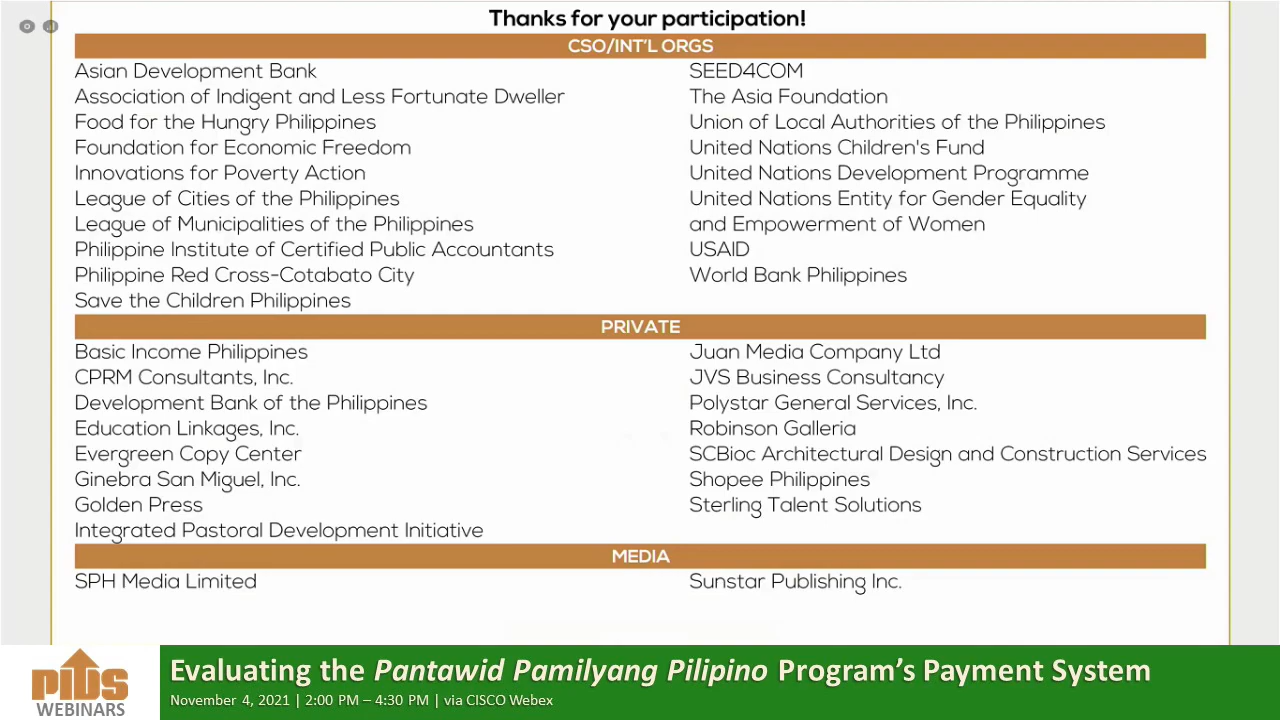 Thanks for your participation!
CSO/INT'L ORGS
Asian Development Bank
Association of Indigent and Less Fortunate Dweller
Food for the Hungry Philippines
Foundation for Economic Freedom
Innovations for Poverty Action
League of Cities of the Philippines
League of Municipalities of the Philippines
Philippine Institute of Certified Public Accountants
Philippine Red Cross-Cotabato City
Save the Children Philippines
SEED4COM
The Asia Foundation
Union of Local Authorities of the Philippines
United Nations Children's Fund
United Nations Development Programme
United Nations Entity for Gender Equality
and Empowerment of Women
USAID
World Bank Philippines
PRIVATE
Basic Income Philippines
CPRM Consultants, Inc.
Development Bank of the Philippines
Education Linkages, Inc.
Evergreen Copy Center
Ginebra San Miguel, Inc.
Golden Press
Integrated Pastoral Development Initiative
Juan Media Company Ltd
JVS Business Consultancy
Polystar General Services, Inc.
Robinson Galleria
SCBioc Architectural Design and Construction Services
Shopee Philippines
Sterling Talent Solutions
MEDIA
SPH Media Limited
Sunstar Publishing Inc.
pids
WEBINARS
Evaluating the Pantawid Pamilyang Pilipino Program’s Payment System
November 4, 2021 | 2:00 PM – 4:30 PM | via CISCO Webex